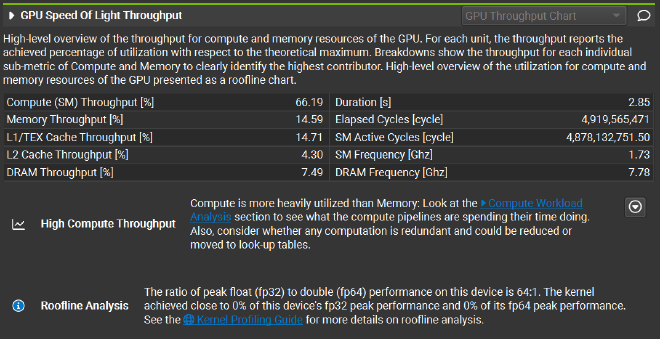 GPU Speed Of Light Throughput
GPU Throughput Chart
High-level overview of the throughput for compute and memory resources of the GPU. For each unit, the throughput reports the
achieved percentage of utilization with respect to the theoretical maximum. Breakdowns show the throughput for each individual
sub-metric of Compute and Memory to clearly identify the highest contributor. High-level overview of the utilization for compute and
memory resources of the GPU presented as a roofline chart.
Compute (SM) Throughput [%] 66.19 Duration [s] 2.85
Memory Throughput [%] 14.59 Elapsed Cycles [cycle] 4,919,565,471
L1/TEX Cache Throughput [%] 14.71 SM Active Cycles [cycle] 4,878,132,751.50
L2 Cache Throughput [%] 4.30 SM Frequency [Ghz] 1.73
DRAM Throughput [%] 7.49 DRAM Frequency [Ghz] 7.78
High Compute Throughput
Compute is more heavily utilized than Memory: Look at the Compute Workload
Analysis section to see what the compute pipelines are spending their time doing.
Also, consider whether any computation is redundant and could be reduced or
moved to look-up tables.
Roofline Analysis
The ratio of peak float (fp32) to double (fp64) performance on this device is 64:1. The kernel
achieved close to 0% of this device's fp32 peak performance and 0% of its fp64 peak performance.
See the Kernel Profiling Guide for more details on roofline analysis.